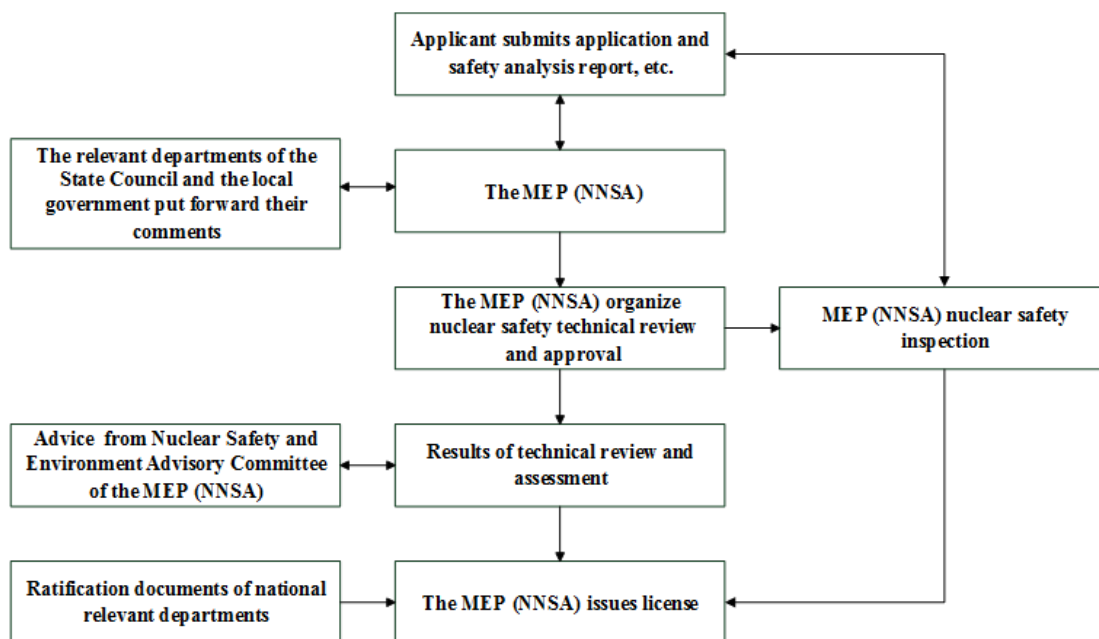 Applicant submits application and
safety analysis report, etc.
The relevant departments of the
State Council and the local
government put forward their
comments
The MEP (NNSA)
The MEP (NNSA) organize
nuclear safety technical review
and approval
MEP (NNSA) nuclear safety
inspection
Advice from Nuclear Safety and
Environment Advisory Committee
of the MEP (NNSA)
Results of technical review and
assessment
Ratification documents of national
relevant departments
The MEP (NNSA) issues license